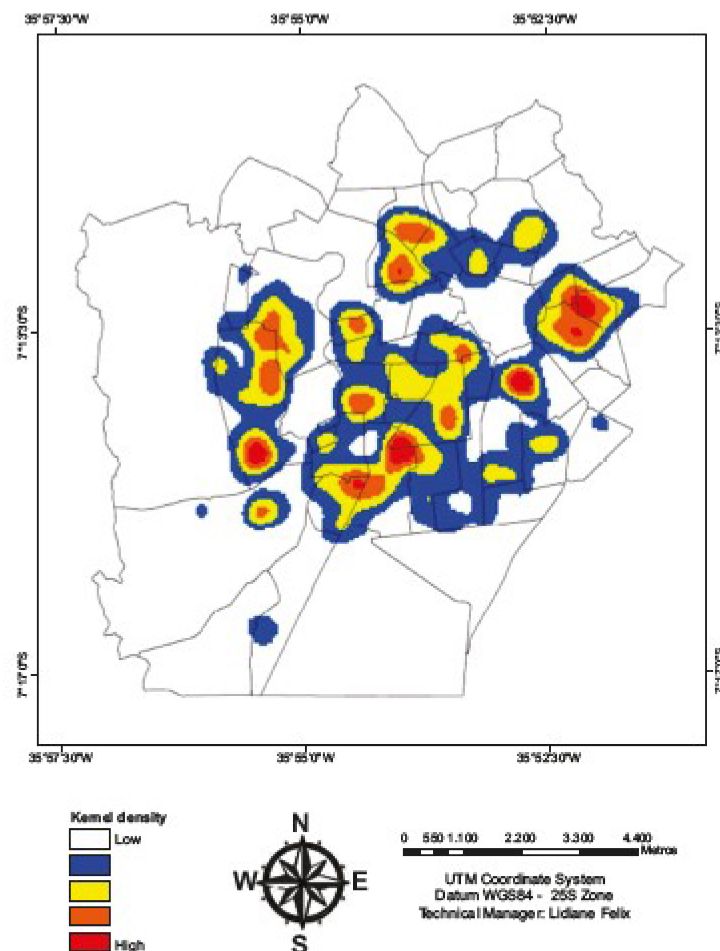 35°57'30"W 35°55'0"W 35°52'30"W
7°13'30"S
7°17'0"S
35°57'30"W 35°55'0"W 35°52'30"W
Kernel density
Low
High
N
W E
S
0 550 1.100 2.200 3.300 4.400
Metros
UTM Coordinate System
Datum WGS84 - 25S Zone
Technical Manager: Lidiane Felix